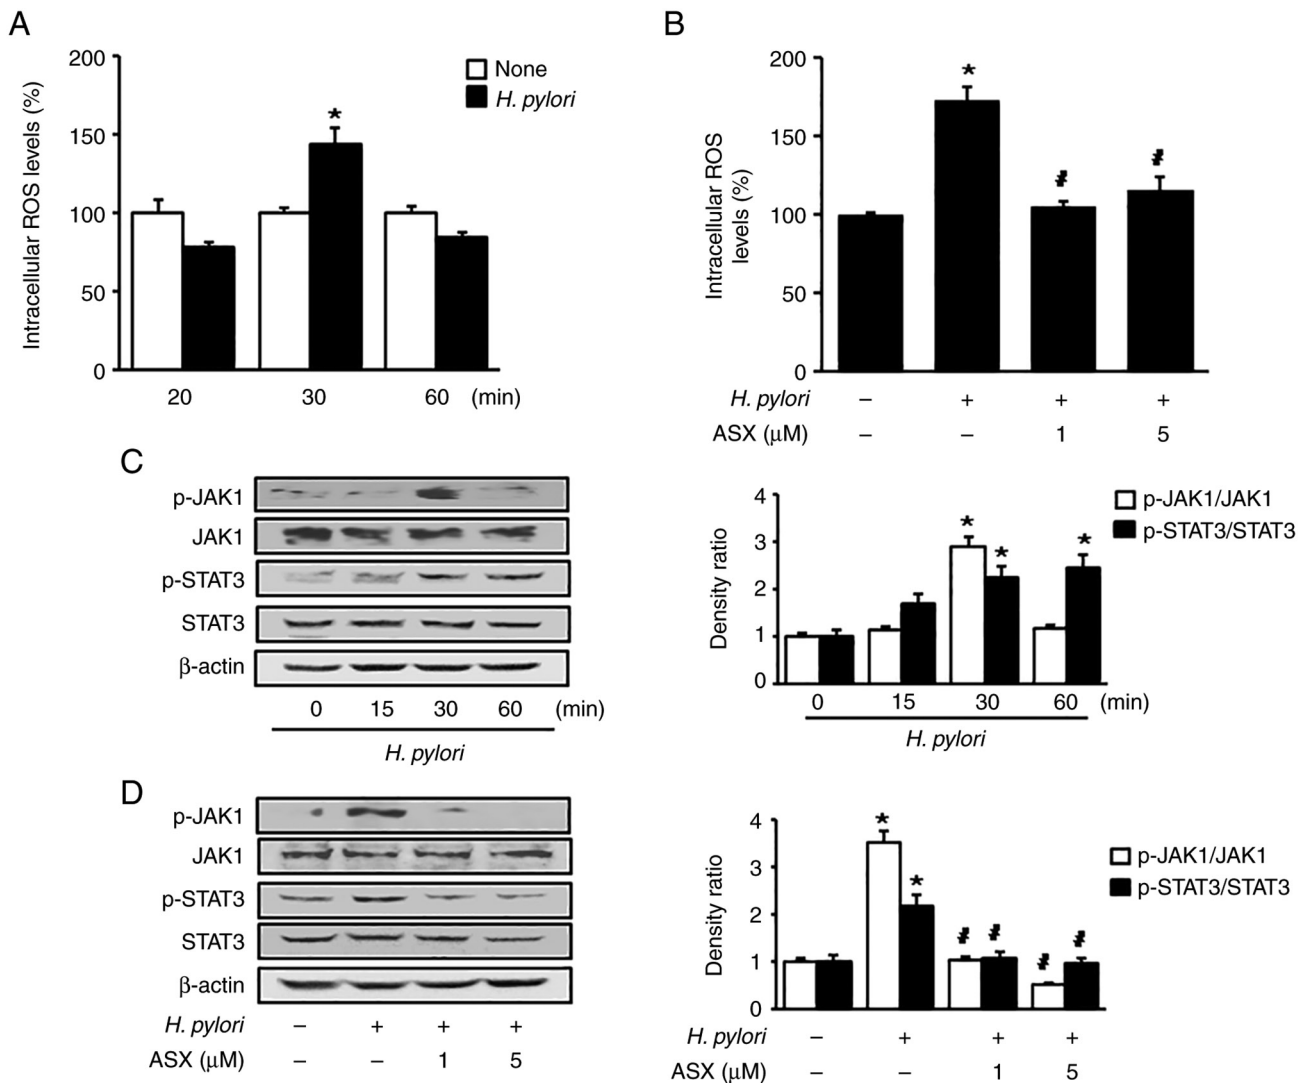 A
200
150
100
50
0
Intracellular ROS levels (%)
None
H. pylori
*
20 30 60 (min)
B
200
150
100
50
0
Intracellular ROS
levels (%)
*
#
#
H. pylori – + + +
ASX (μM) – – 1 5
C
p-JAK1
JAK1
p-STAT3
STAT3
β-actin
0 15 30 60 (min)
H. pylori
4
3
2
1
0
Density ratio
p-JAK1/JAK1
p-STAT3/STAT3
* * *
0 15 30 60 (min)
H. pylori
D
p-JAK1
JAK1
p-STAT3
STAT3
β-actin
H. pylori – + + +
ASX (μM) – – 1 5
4
3
2
1
0
Density ratio
p-JAK1/JAK1
p-STAT3/STAT3
* *
# # # #
H. pylori – + + +
ASX (μM) – – 1 5